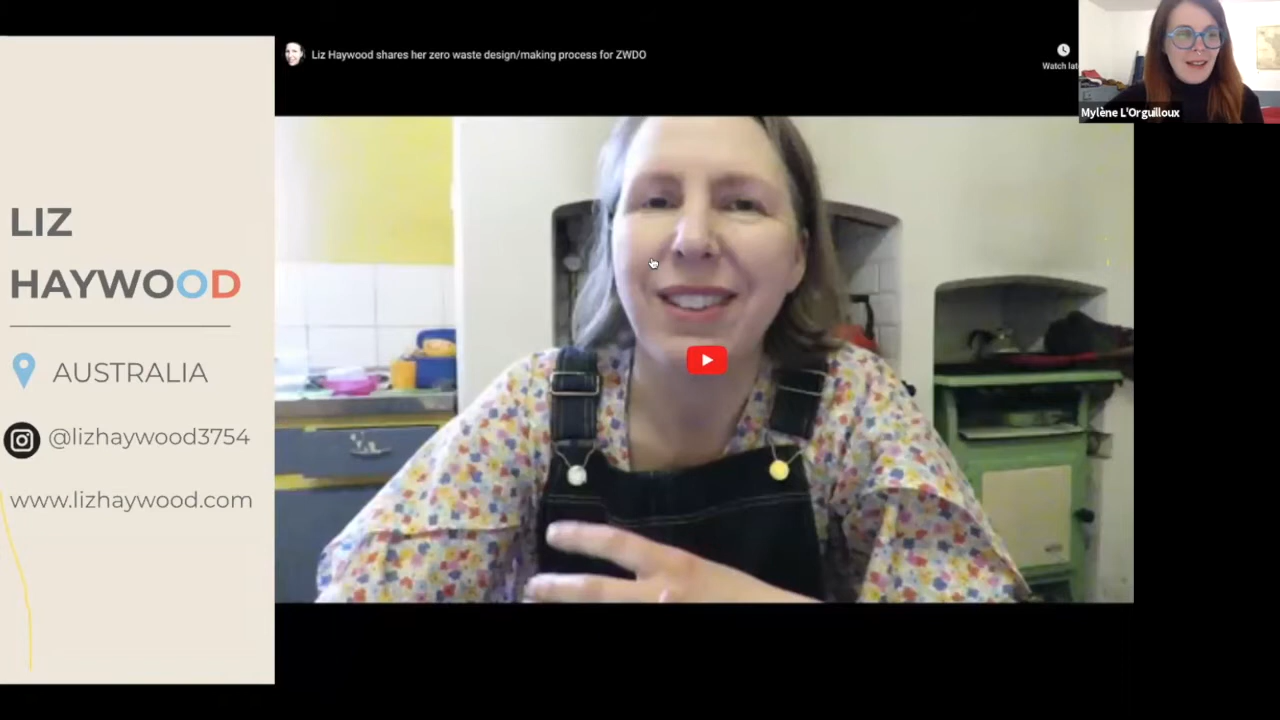 LIZ
HAYWOOD
AUSTRALIA
@lizhaywood3754
www.lizhaywood.com
Liz Haywood shares her zero waste design/making process for ZWDO
Watch lat
Mylène L'Orguilloux